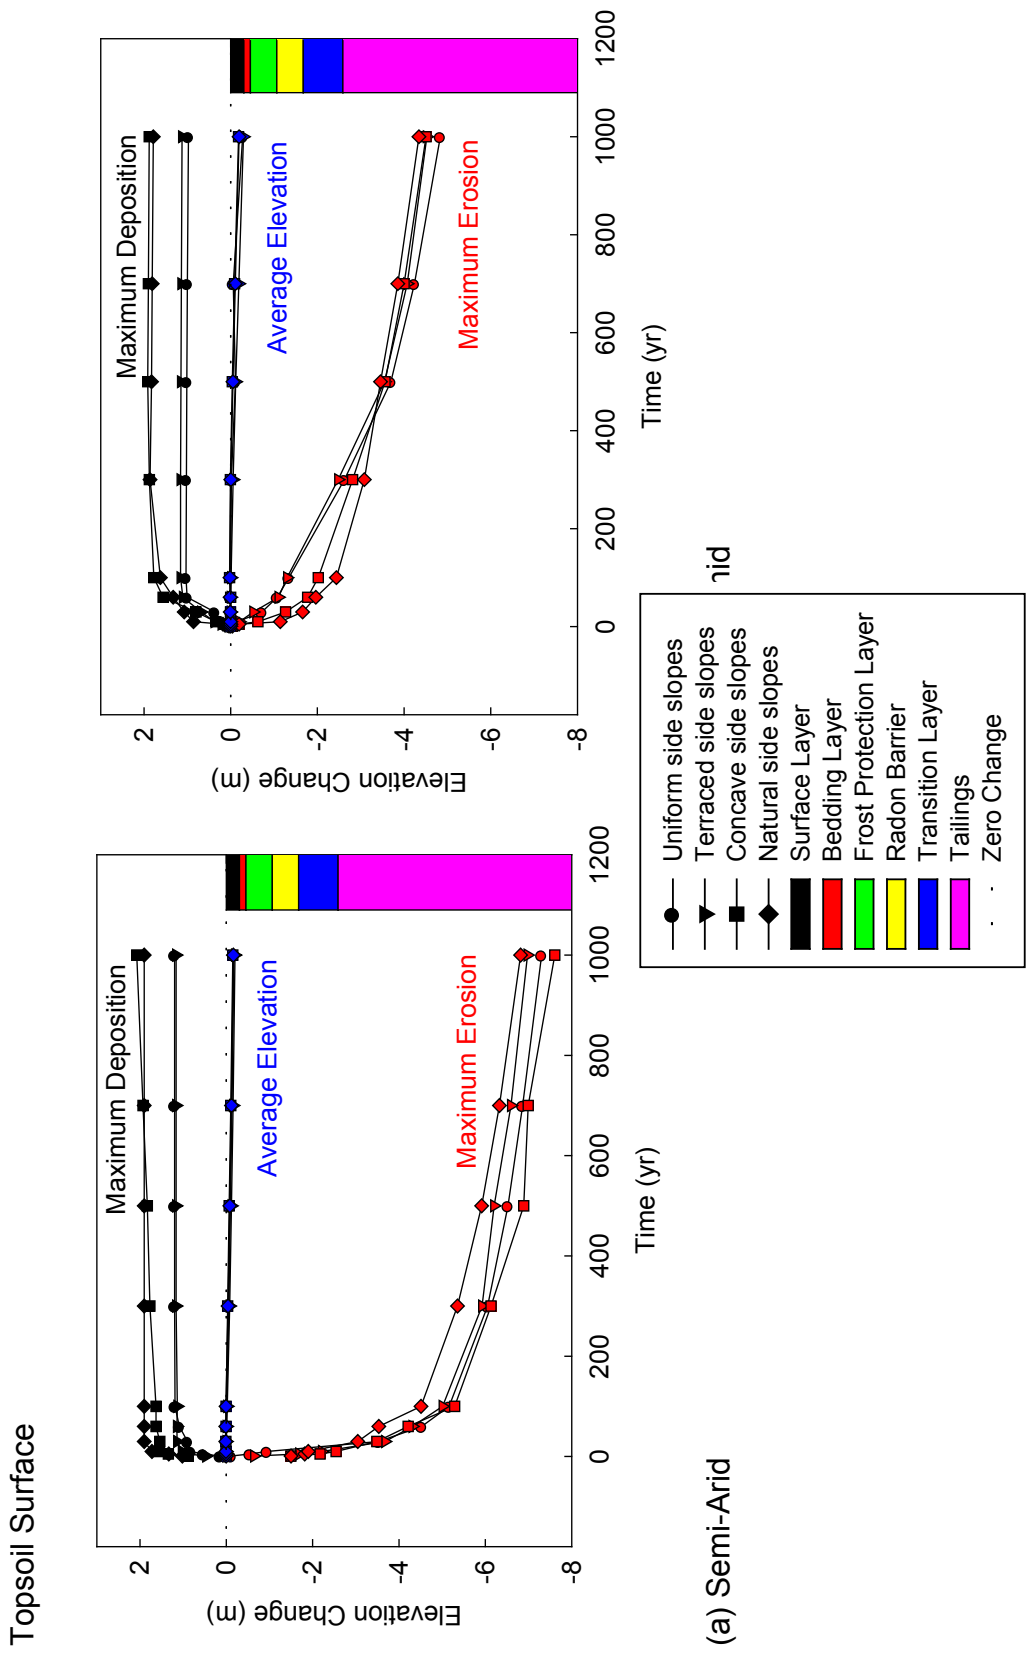 Topsoil Surface
Elevation Change (m)
2
0
-2
-4
-6
-8
0
200
400
600
800
1000
1200
Time (yr)
Maximum Deposition
Average Elevation
Maximum Erosion
Elevation Change (m)
2
0
-2
-4
-6
-8
0
200
400
600
800
1000
1200
Time (yr)
Maximum Deposition
Average Elevation
Maximum Erosion
(a) Semi-Arid
Uniform side slopes
Terraced side slopes
Concave side slopes
Natural side slopes
Surface Layer
Bedding Layer
Frost Protection Layer
Radon Barrier
Transition Layer
Tailings
Zero Change